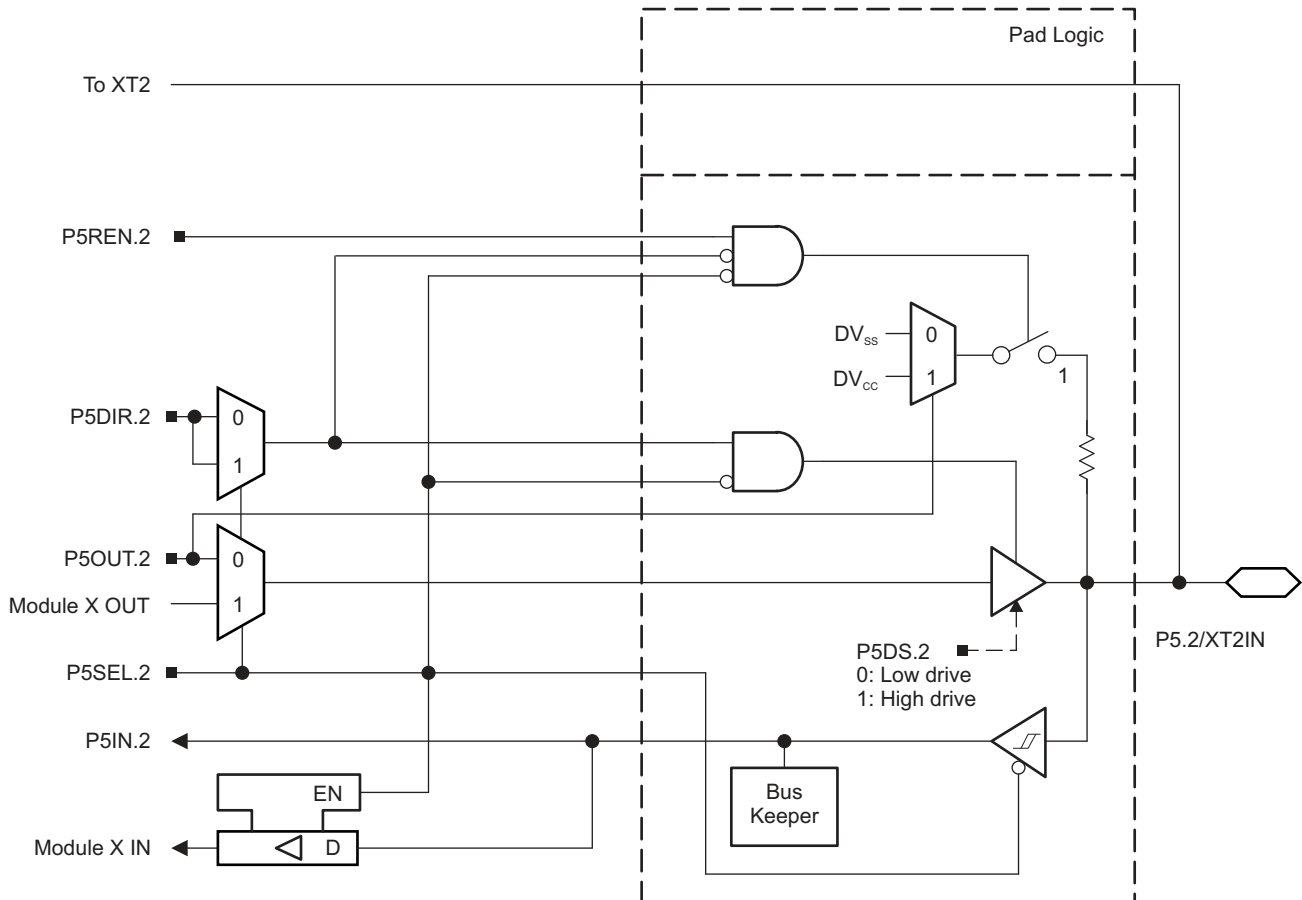 Pad Logic
To XT2
P5REN.2
DVSS
0
DVCC
1
1
P5DIR.2
0
1
P5OUT.2
0
Module X OUT
1
P5DS.2
0: Low drive
1: High drive
P5.2/XT2IN
P5SEL.2
P5IN.2
Bus
Keeper
EN
Module X IN
D